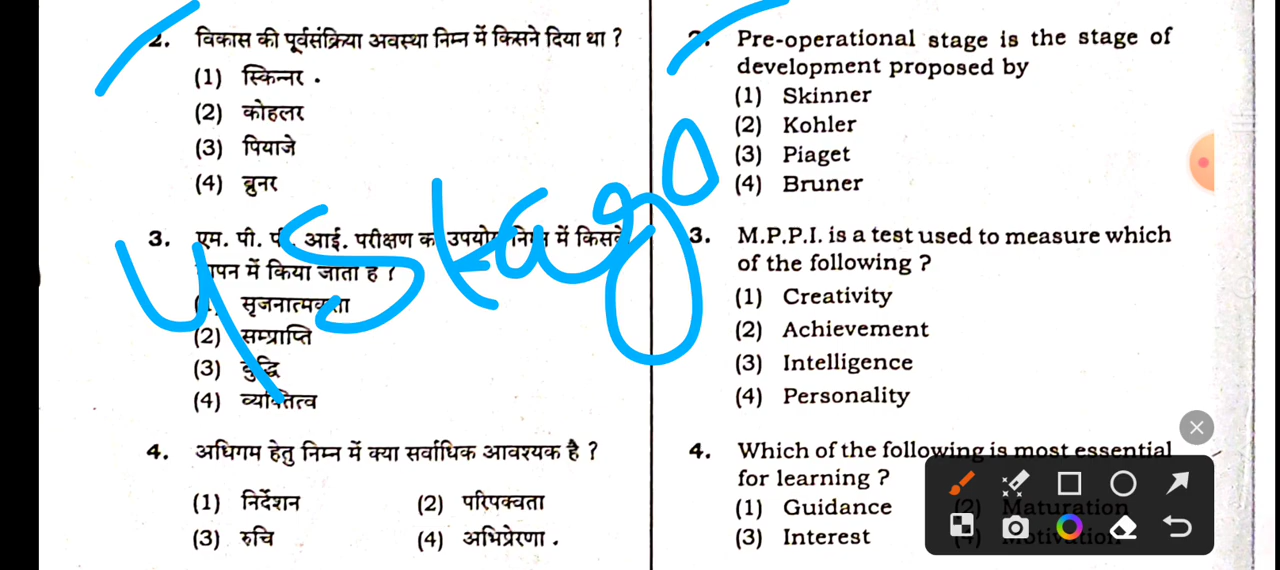 2. विकास की पूर्वसंक्रिया अवस्था निम्न में किसने दिया था ?
(1) स्किन्नर .
(2) कोहलर
(3) पियाजे
(4) ब्रुनर
3. एम. पी. पी. आई. परीक्षण का उपयोग निम्न में किसके
मापन में किया जाता है ?
(1) सृजनात्मकता
(2) सम्प्राप्ति
(3) बुद्धि
(4) व्यक्तित्व
4. अधिगम हेतु निम्न में क्या सर्वाधिक आवश्यक है ?
(1) निर्देशन (2) परिपक्वता
(3) रुचि (4) अभिप्रेरणा .
Pre-operational stage is the stage of
development proposed by
(1) Skinner
(2) Kohler
(3) Piaget
(4) Bruner
3. M.P.P.I. is a test used to measure which
of the following ?
(1) Creativity
(2) Achievement
(3) Intelligence
(4) Personality
4. Which of the following is most essential
for learning ?
(1) Guidance (2) Maturation
(3) Interest (4) Motivation
4 stage